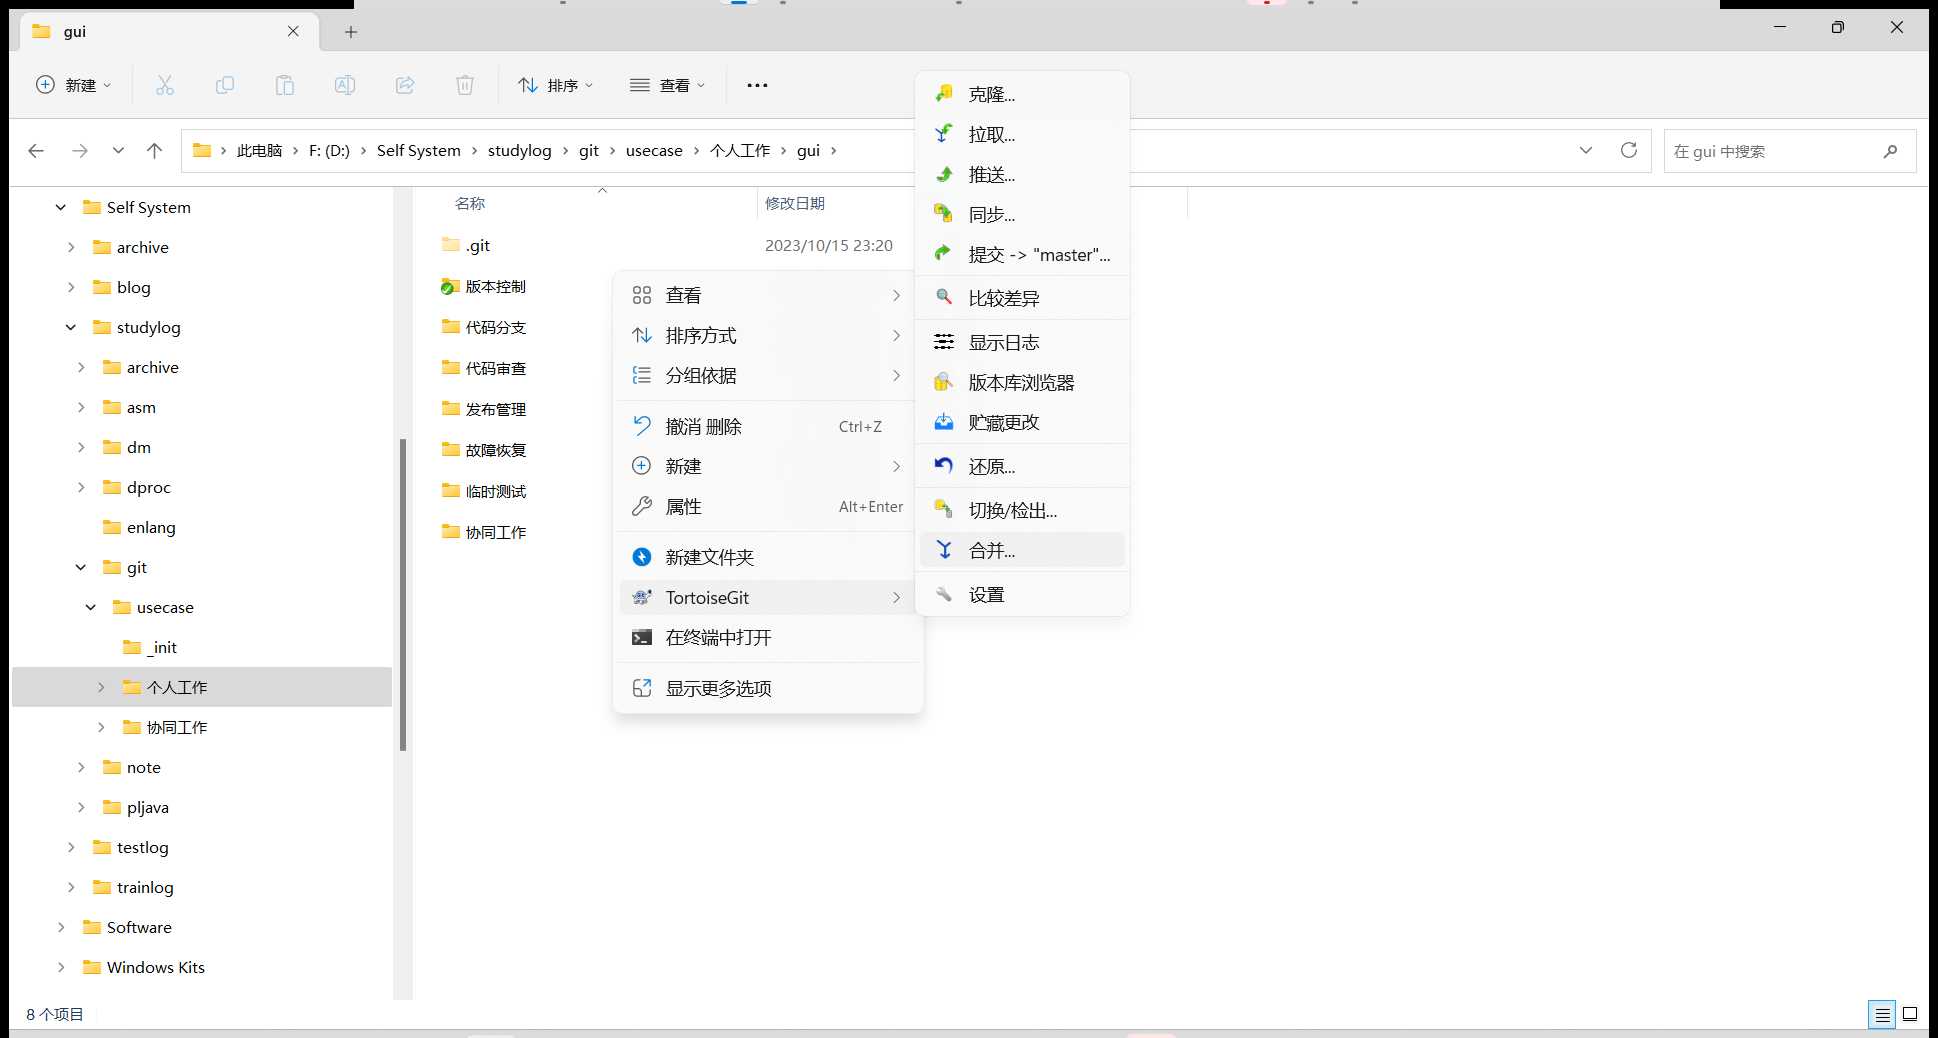 gui
新建
排序
查看
此电脑 F: (D:) Self System studylog git usecase 个人工作 gui
在 gui 中搜索
Self System
archive
blog
studylog
archive
asm
dm
dproc
enlang
git
usecase
_init
个人工作
协同工作
note
pljava
testlog
trainlog
Software
Windows Kits
名称 修改日期
.git 2023/10/15 23:20
版本控制
代码分支
代码审查
发布管理
故障恢复
临时测试
协同工作
查看
排序方式
分组依据
撤消 删除 Ctrl+Z
新建
属性 Alt+Enter
新建文件夹
TortoiseGit
在终端中打开
显示更多选项
克隆...
拉取...
推送...
同步...
提交 -> "master"...
比较差异
显示日志
版本库浏览器
贮藏更改
还原...
切换/检出...
合并...
设置
8 个项目